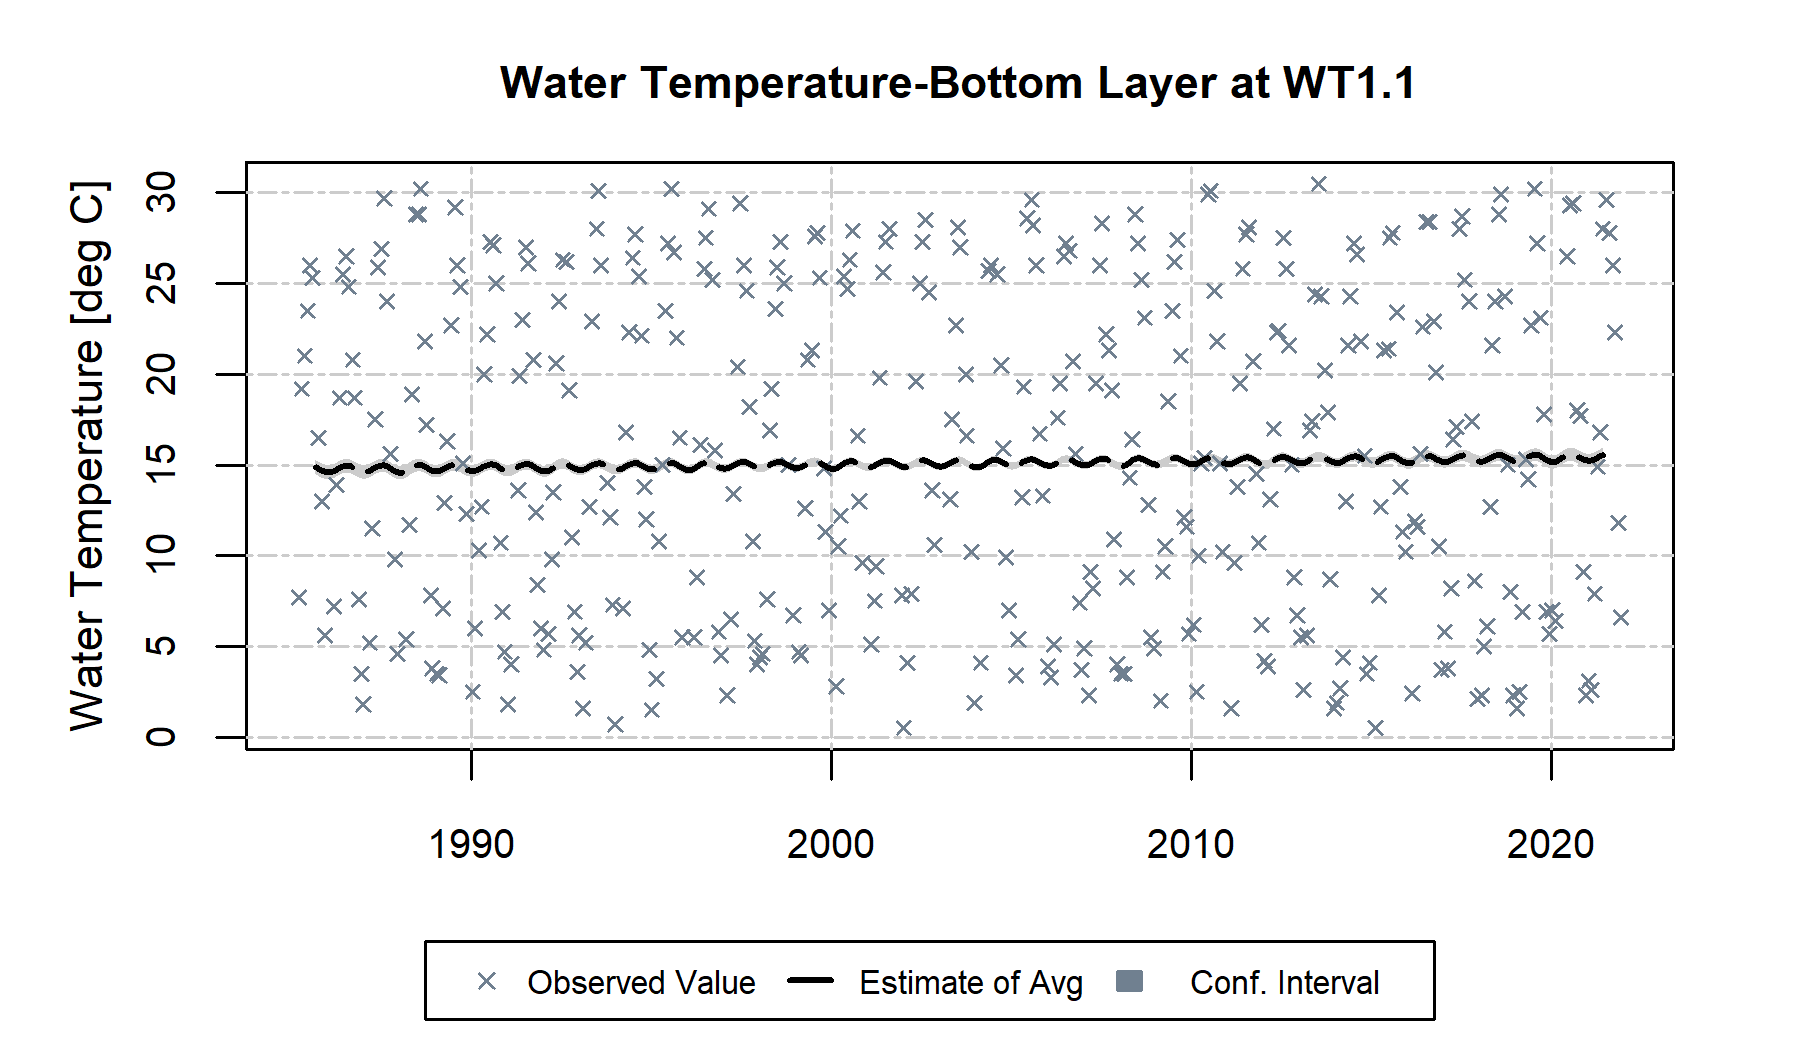 Water Temperature-Bottom Layer at WT1.1
Water Temperature [deg C]
30
25
20
15
10
5
0
1990 2000 2010 2020
Observed Value Estimate of Avg Conf. Interval